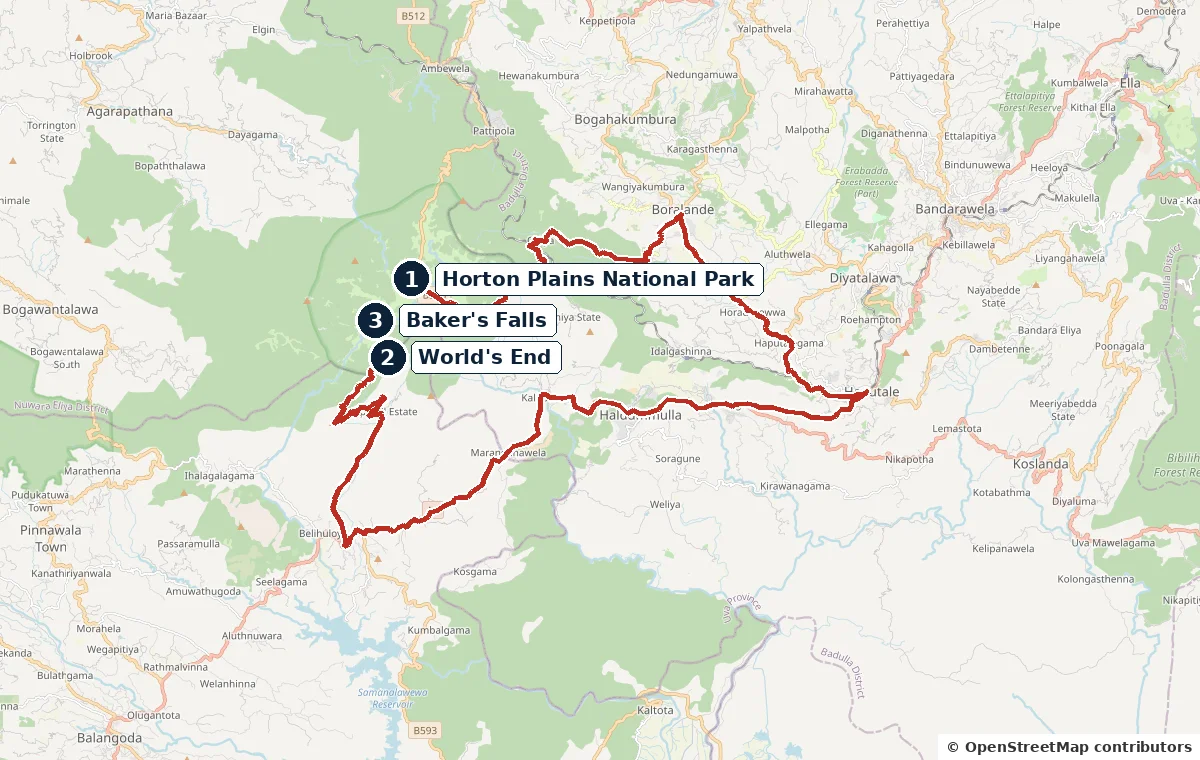 Maria Bazaar
B512
Keppetipola
Perahettiya
Halpe
Demodera
Elgin
Yalpathvela
Holbrook
Ambewela
Hewanakumbura
Nedungamuwa
Pattiyagedara
Kumbalwela
Ella
Mirahawatta
Ettalapitiya
Forest Reserve
Kithal Ella
Agarapathana
Bogahakumbura
Torrington
State
Dayagama
Pattipola
Malpotha
Diganathenna
Ettalapitiya
Karagasthenna
Bopaththalawa
Bindunuwewa
Heeloya
Erabadda
Forest Reserve
(Part)
Wangiyakumbura
Makulella
Boralande
Bandarawela
Ellegama
Kebillawela
Kahagolla
Aluthwela
Liyangahawela
Diyatalawa
1 Horton Plains National Park
Nayabedde
State
Bogawantalawa
3 Baker's Falls
Roehampton
Bandara Eliya
Bogawantalawa
South
2 World's End
Idalgashinna
Dambetenne
Poonagala
Nuwara Eliya District
Estate
Haldummulla
Meeriyabedda
State
Lemastota
Soragune
Nikapotha
Koslanda
Marathenna
Ihalagalagama
Kirawanagama
Kotabathma
Diyaluma
Pudukatuwa
Town
Weliya
Pinnawala
Town
Passaramulla
Kelipanawela
Uva Mawelagama
Kanathiriyanwala
Seelagama
Kosgama
Kolongasthenna
Amuwathugoda
Uva Province
Morahela
Aluthnuwara
Kumbalgama
Wegapitiya
Rathmalvinna
Badulla District
Bulathgama
Welanhinna
Samanalawewa
Reservoir
Olugantota
Kaltota
B593
Balangoda
© OpenStreetMap contributors